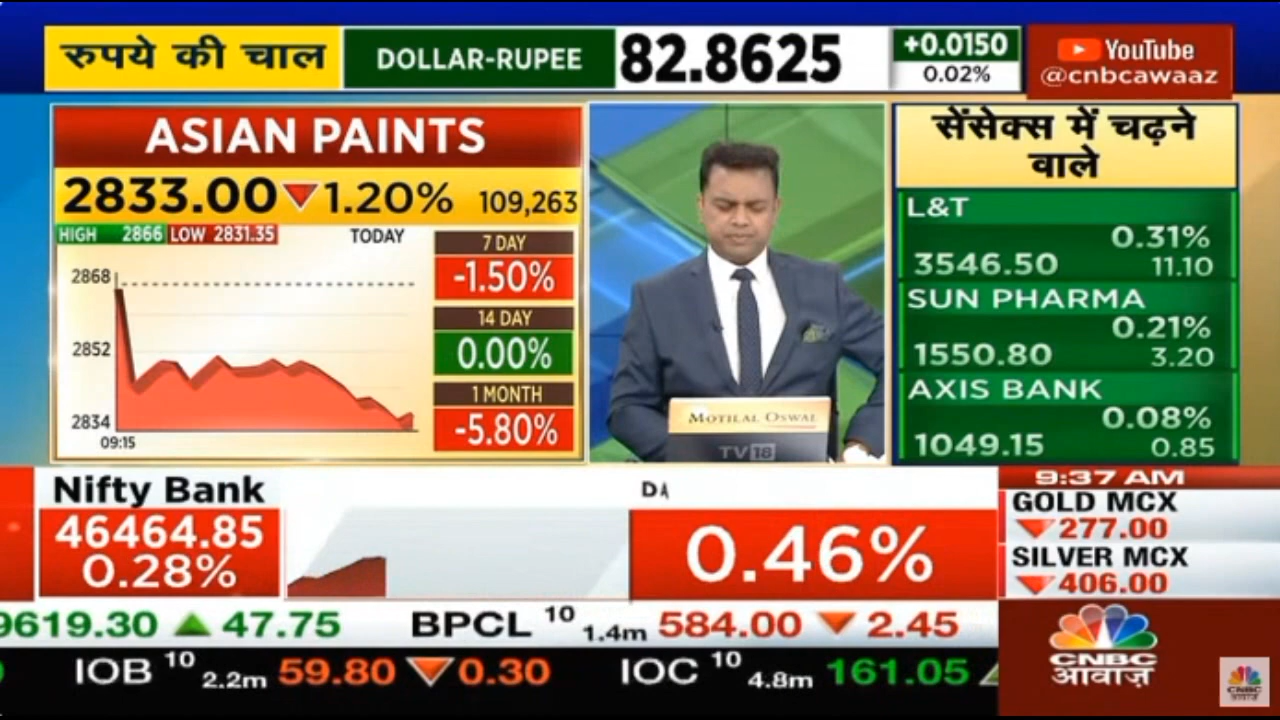 रुपये की चाल
DOLLAR-RUPEE
82.8625
+0.0150
0.02%
YouTube
@cnbcawaaz
ASIAN PAINTS
2833.00 1.20% 109,263
HIGH 2866 LOW 2831.35
TODAY
2868
2852
2834
09:15
7 DAY
-1.50%
14 DAY
0.00%
1 MONTH
-5.80%
MOTILAL OSWAL
TV18
सेंसेक्स में चढ़ने
वाले
L&T
0.31%
3546.50 11.10
SUN PHARMA
0.21%
1550.80 3.20
AXIS BANK
0.08%
1049.15 0.85
Nifty Bank
46464.85
0.28%
0.46%
9:37 AM
GOLD MCX
277.00
SILVER MCX
406.00
9619.30 47.75 BPCL 10 1.4m 584.00 2.45
IOB 10 2.2m 59.80 0.30 IOC 10 4.8m 161.05
CNBC
आवाज़
CNBC
आवाज़